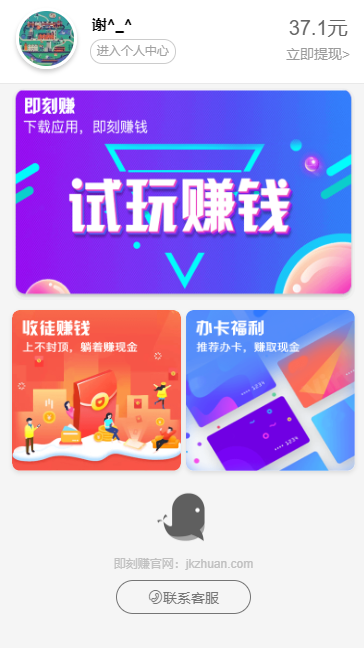 谢^_^
37.1元
进入个人中心
立即提现>
即刻赚
下载应用，即刻赚钱
试玩赚钱
收徒赚钱
上不封顶，躺着赚现金
办卡福利
推荐办卡，赚取现金
即刻赚官网：jkzhuan.com
联系客服